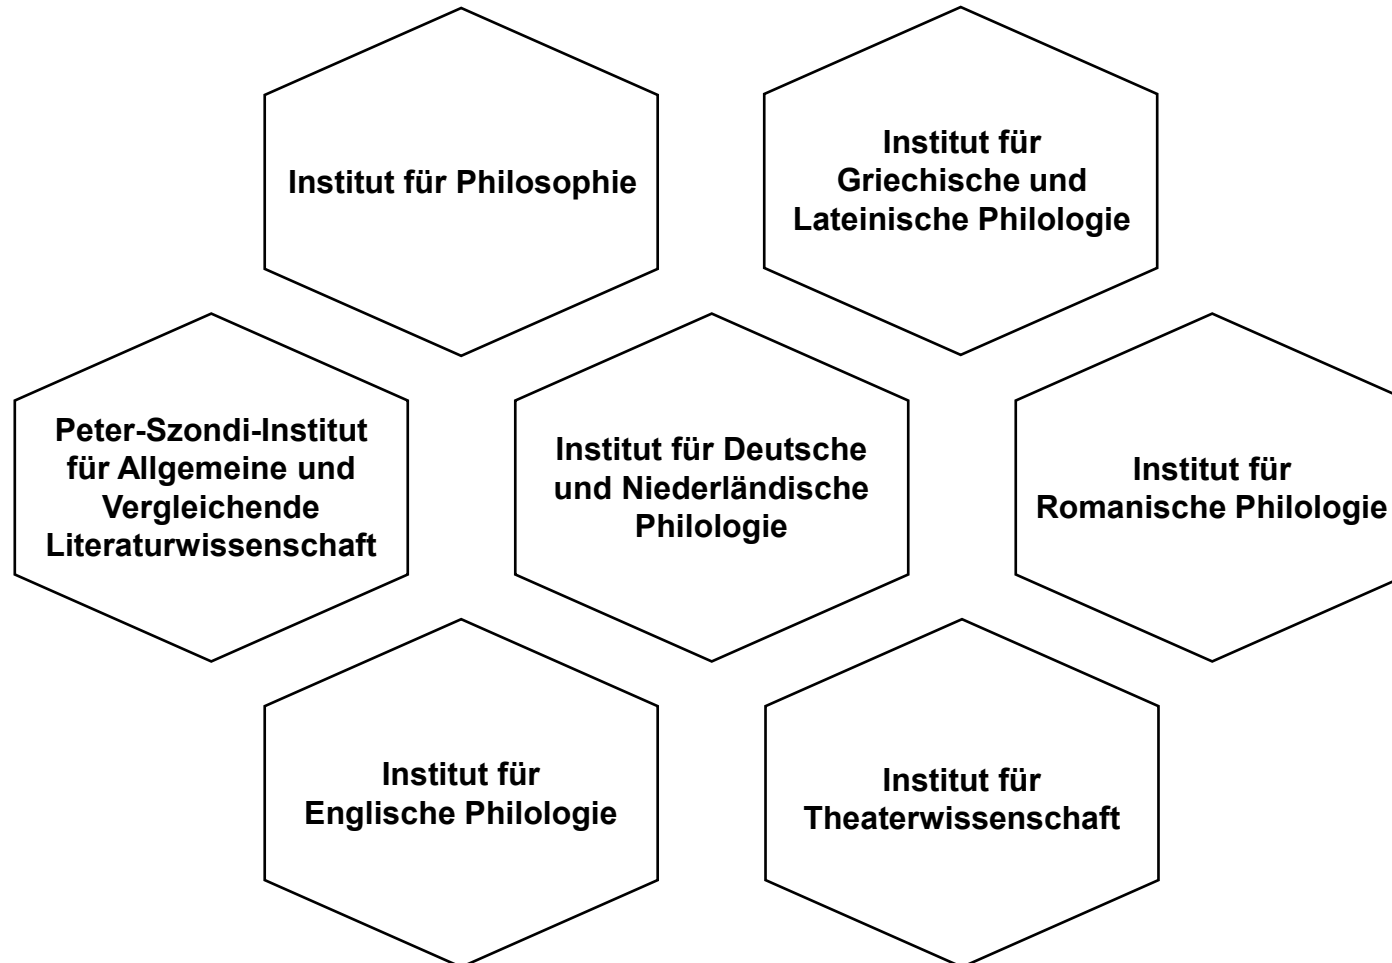 Institut für Philosophie
Institut für
Griechische und
Lateinische Philologie
Peter-Szondi-Institut
für Allgemeine und
Vergleichende
Literaturwissenschaft
Institut für Deutsche
und Niederländische
Philologie
Institut für
Romanische Philologie
Institut für
Englische Philologie
Institut für
Theaterwissenschaft